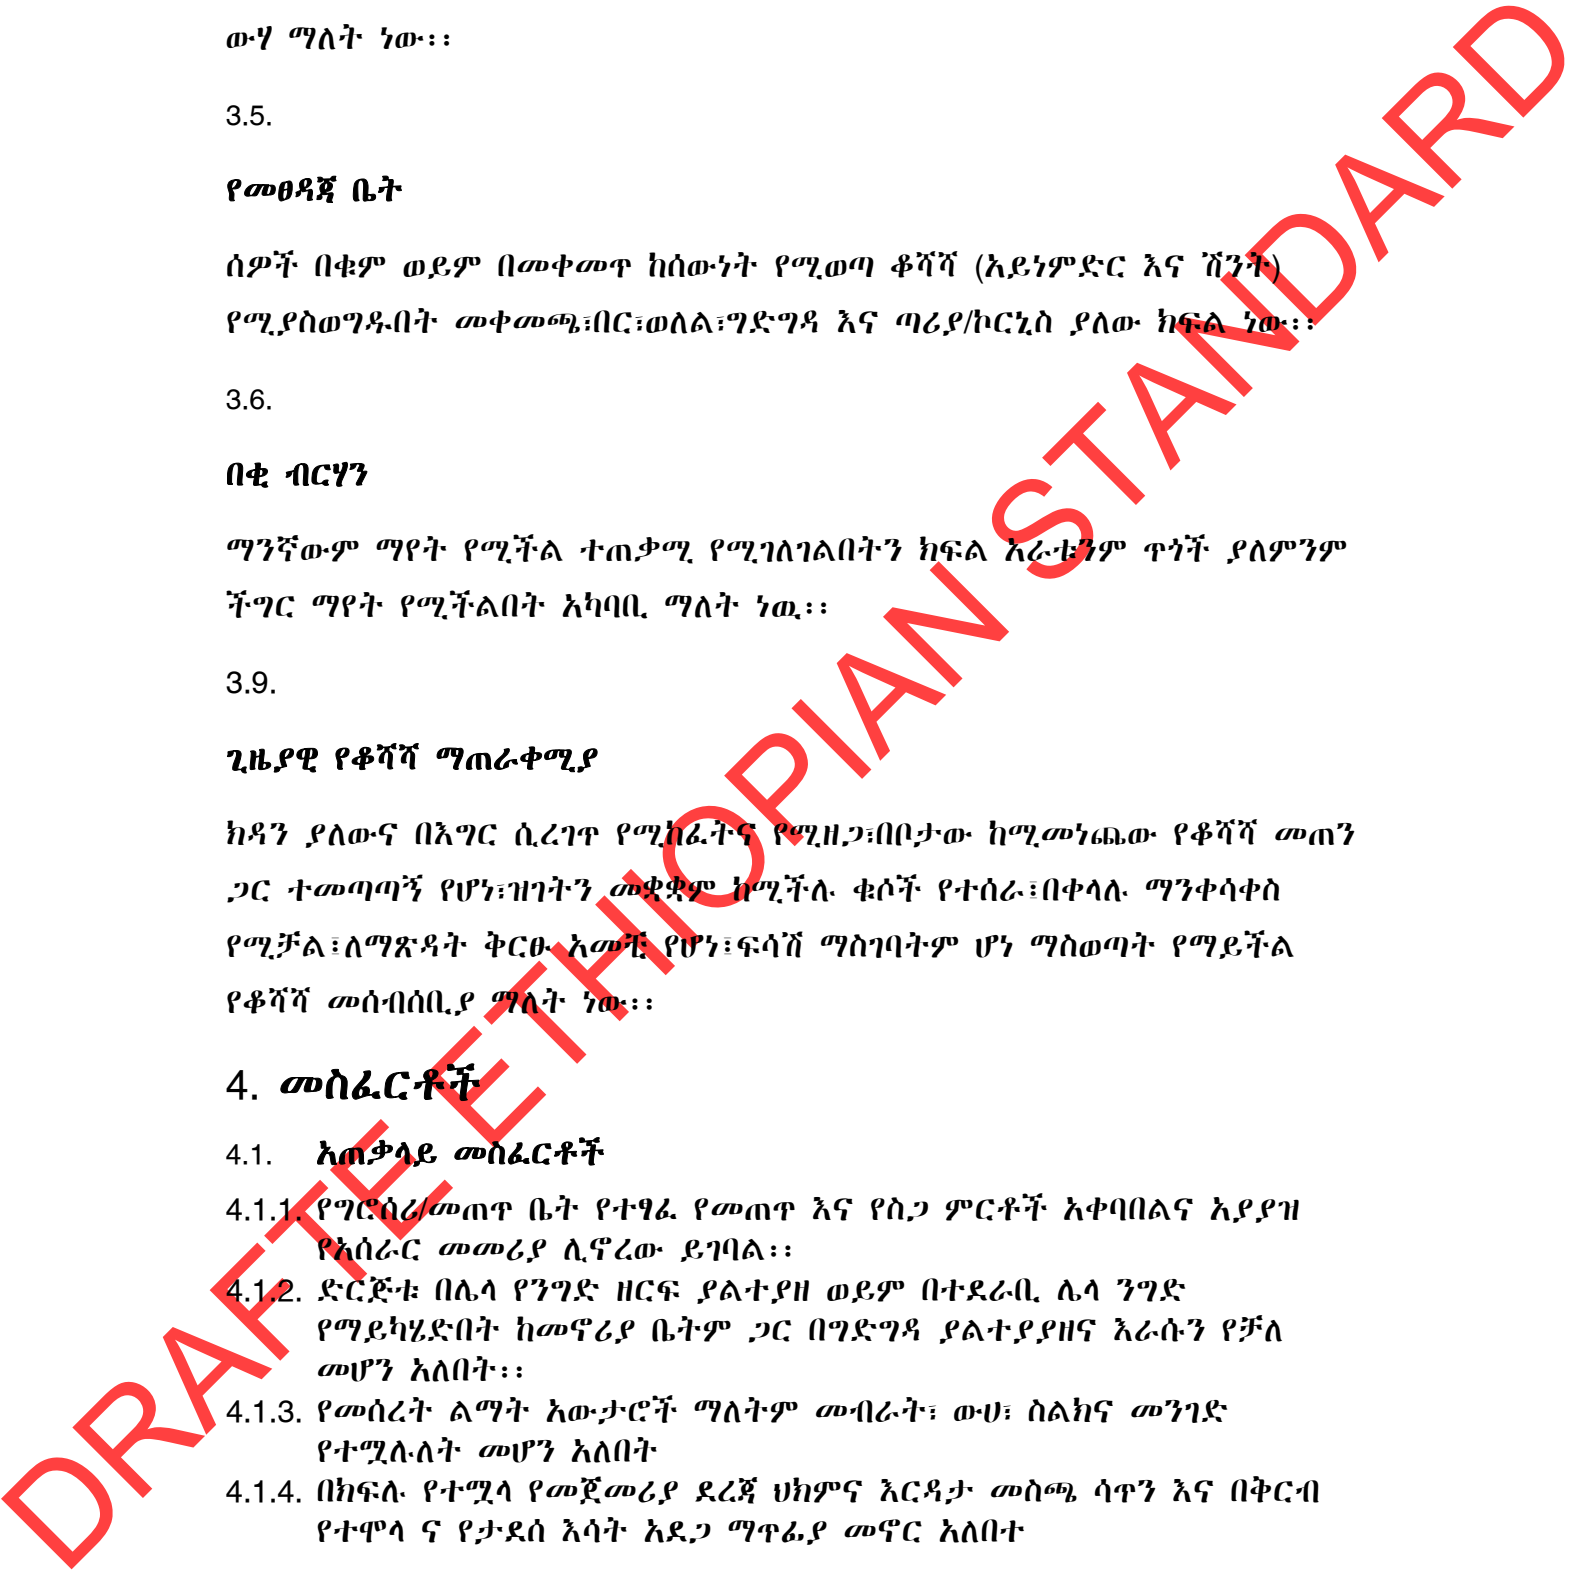 ውሃ ማለት ነው፡፡
3.5.
የመፀዳጃ ቤት
ሰዎች በቁም ወይም በመቀመጥ ከሰውነት የሚወጣ ቆሻሻ (አይነምድር እና ሽንት)
የሚያስወግዱበት መቀመጫ፣በር፣ወለል፣ግድግዳ እና ጣሪያ/ኮርኒስ ያለው ክፍል ነው፡፡
3.6.
በቂ ብርሃን
ማንኛውም ማየት የሚችል ተጠቃሚ የሚገለገልበትን ክፍል አራቱንም ጥጎች ያለምንም
ችግር ማየት የሚችልበት አካባቢ ማለት ነዉ፡፡
3.9.
ጊዜያዊ የቆሻሻ ማጠራቀሚያ
ክዳን ያለውና በእግር ሲረገጥ የሚከፈትና የሚዘጋ፣በቦታው ከሚመነጨው የቆሻሻ መጠን
ጋር ተመጣጣኝ የሆነ፣ዝገትን መቋቋም ከሚችሉ ቁሶች የተሰራ፤በቀላሉ ማንቀሳቀስ
የሚቻል፤ለማጽዳት ቅርፁ አመቺ የሆነ፤ፍሳሽ ማስገባትም ሆነ ማስወጣት የማይችል
የቆሻሻ መሰብሰቢያ ማለት ነው፡፡
4. መስፈርቶች
4.1. አጠቃላይ መስፈርቶች
4.1.1. የግሮሰሪ/መጠጥ ቤት የተፃፈ የመጠጥ እና የስጋ ምርቶች አቀባበልና አያያዝ
የአሰራር መመሪያ ሊኖረው ይገባል፡፡
4.1.2. ድርጅቱ በሌላ የንግድ ዘርፍ ያልተያዘ ወይም በተደራቢ ሌላ ንግድ
የማይካሄድበት ከመኖሪያ ቤትም ጋር በግድግዳ ያልተያያዘና እራሱን የቻለ
መሆን አለበት፡፡
4.1.3. የመሰረት ልማት አውታሮች ማለትም መብራት፣ ውሀ፣ ስልክና መንገድ
የተሟሉለት መሆን አለበት
4.1.4. በክፍሉ የተሟላ የመጀመሪያ ደረጃ ህክምና እርዳታ መስጫ ሳጥን እና በቅርብ
የተሞላ ና የታደሰ እሳት አደጋ ማጥፊያ መኖር አለበተ
DRAFTE ETHIOPIAN STANDARD